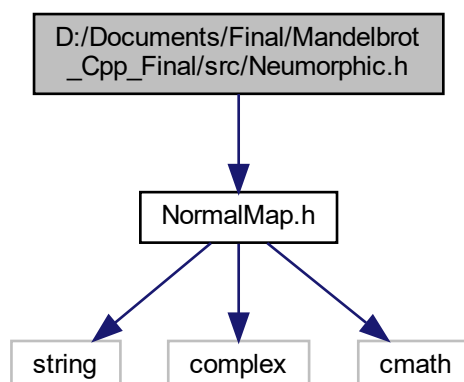 D:/Documents/Final/Mandelbrot
_Cpp_Final/src/Neumorphic.h
NormalMap.h
string
complex
cmath